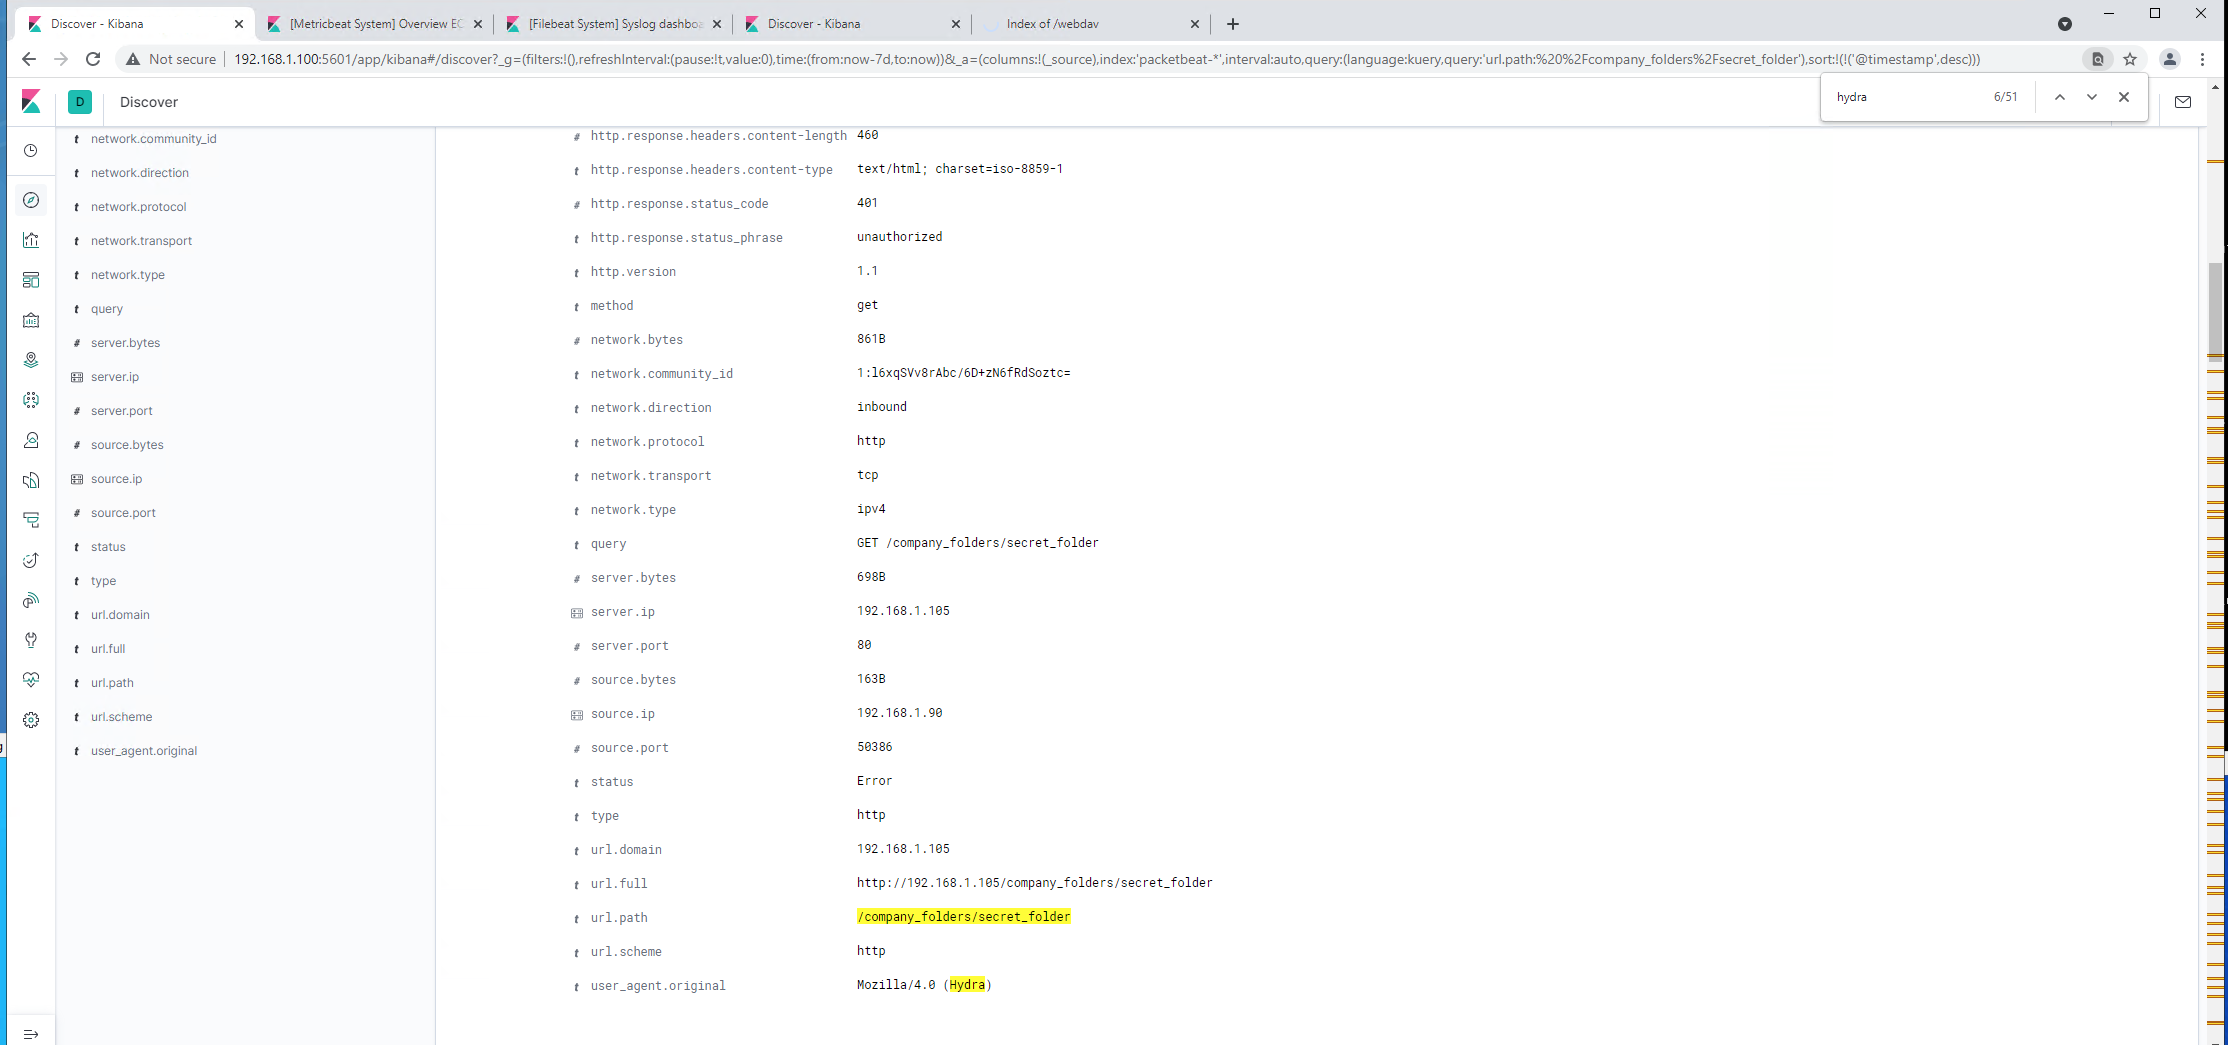 Discover - Kibana
[Metricbeat System] Overview EC
[Filebeat System] Syslog dashbo
Discover - Kibana
Index of /webdav
Not secure | 192.168.1.100:5601/app/kibana#/discover?_g=(filters:!(),refreshInterval:(pause:!t,value:0),time:(from:now-7d,to:now))&_a=(columns:!(_source),index:'packetbeat-*',interval:auto,query:(language:kuery,query:'url.path:%20%2Fcompany_folders%2Fsecret_folder'),sort:!(!('@timestamp',desc)))
hydra 6/51
D Discover
t network.community_id
t network.direction
t network.protocol
t network.transport
t network.type
t query
# server.bytes
server.ip
# server.port
# source.bytes
source.ip
# source.port
t status
t type
t url.domain
t url.full
t url.path
t url.scheme
t user_agent.original
# http.response.headers.content-length 460
t http.response.headers.content-type text/html; charset=iso-8859-1
# http.response.status_code 401
t http.response.status_phrase unauthorized
t http.version 1.1
t method get
# network.bytes 861B
t network.community_id 1:l6xqSVv8rAbc/6D+zN6fRdSoztc=
t network.direction inbound
t network.protocol http
t network.transport tcp
t network.type ipv4
t query GET /company_folders/secret_folder
# server.bytes 698B
server.ip 192.168.1.105
# server.port 80
# source.bytes 163B
source.ip 192.168.1.90
# source.port 50386
t status Error
t type http
t url.domain 192.168.1.105
t url.full http://192.168.1.105/company_folders/secret_folder
t url.path /company_folders/secret_folder
t url.scheme http
t user_agent.original Mozilla/4.0 (Hydra)